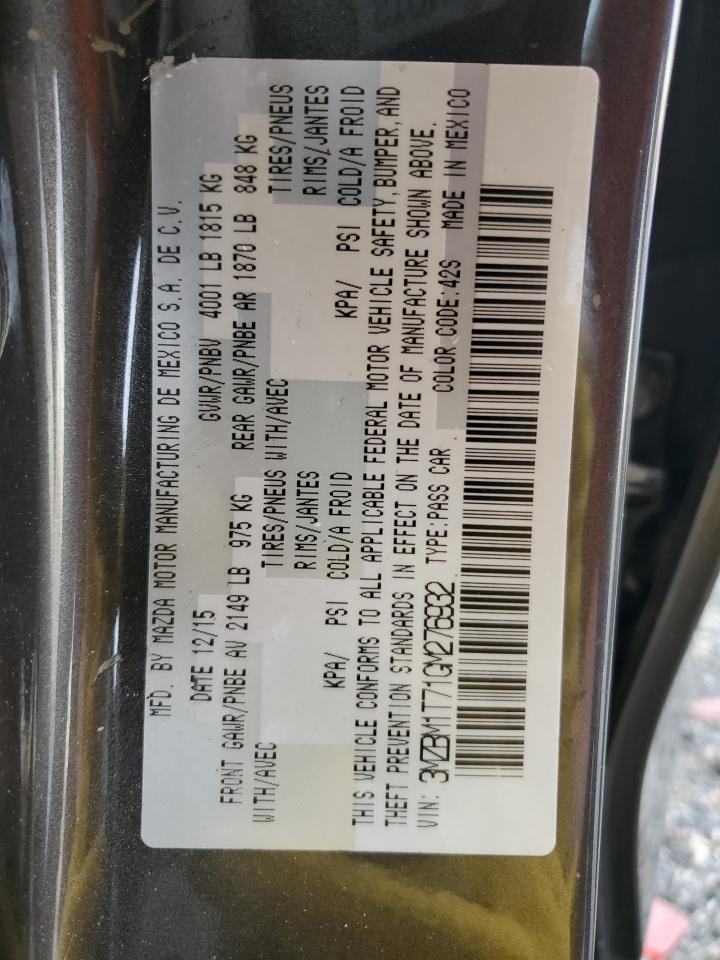 MFD. BY MAZDA MOTOR MANUFACTURING DE MEXICO S.A. DE C.V.
DATE 12/15 GVWR/PNBV 4001 LB 1815 KG
FRONT GAWR/PNBE AV 2149 LB 975 KG REAR GAWR/PNBE AR 1870 LB 848 KG
WITH/AVEC TIRES/PNEUS WITH/AVEC TIRES/PNEUS
RIMS/JANTES RIMS/JANTES
KPA/ PSI COLD/A FROID KPA/ PSI COLD/A FROID
THIS VEHICLE CONFORMS TO ALL APPLICABLE FEDERAL MOTOR VEHICLE SAFETY, BUMPER, AND
THEFT PREVENTION STANDARDS IN EFFECT ON THE DATE OF MANUFACTURE SHOWN ABOVE.
VIN: 3MZBM1T71GM276932 TYPE:PASS CAR COLOR CODE:42S MADE IN MEXICO